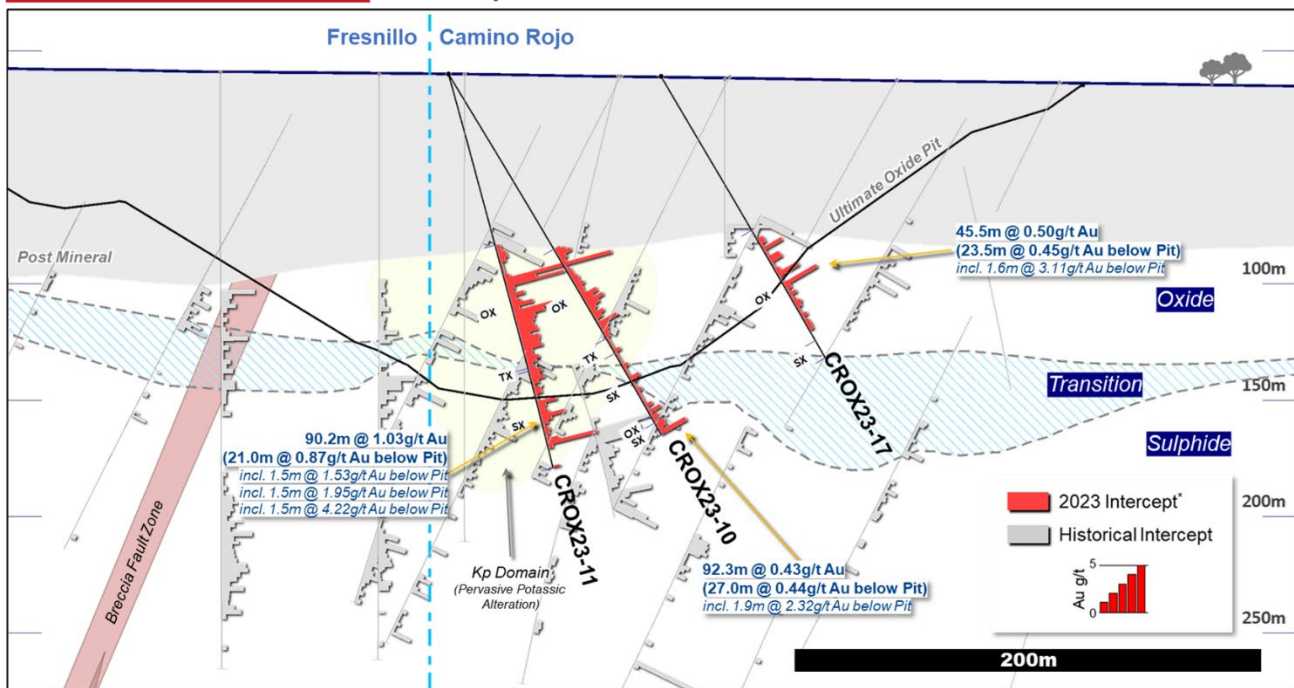 Fresnillo
Camino Rojo
Ultimate Oxide Pit
Post Mineral
45.5m @ 0.50g/t Au
(23.5m @ 0.45g/t Au below Pit)
incl. 1.6m @ 3.11g/t Au below Pit
100m
Oxide
OX
OX
OX
TX
TX
SX
Transition
150m
SX
SX
OX
SX
Sulphide
CROX23-17
90.2m @ 1.03g/t Au
(21.0m @ 0.87g/t Au below Pit)
incl. 1.5m @ 1.53g/t Au below Pit
incl. 1.5m @ 1.95g/t Au below Pit
incl. 1.5m @ 4.22g/t Au below Pit
CROX23-11
CROX23-10
Breccia Fault Zone
200m
2023 Intercept*
Historical Intercept
Au g/t
5
0
Kp Domain
(Pervasive Potassic
Alteration)
92.3m @ 0.43g/t Au
(27.0m @ 0.44g/t Au below Pit)
incl. 1.9m @ 2.32g/t Au below Pit
250m
200m